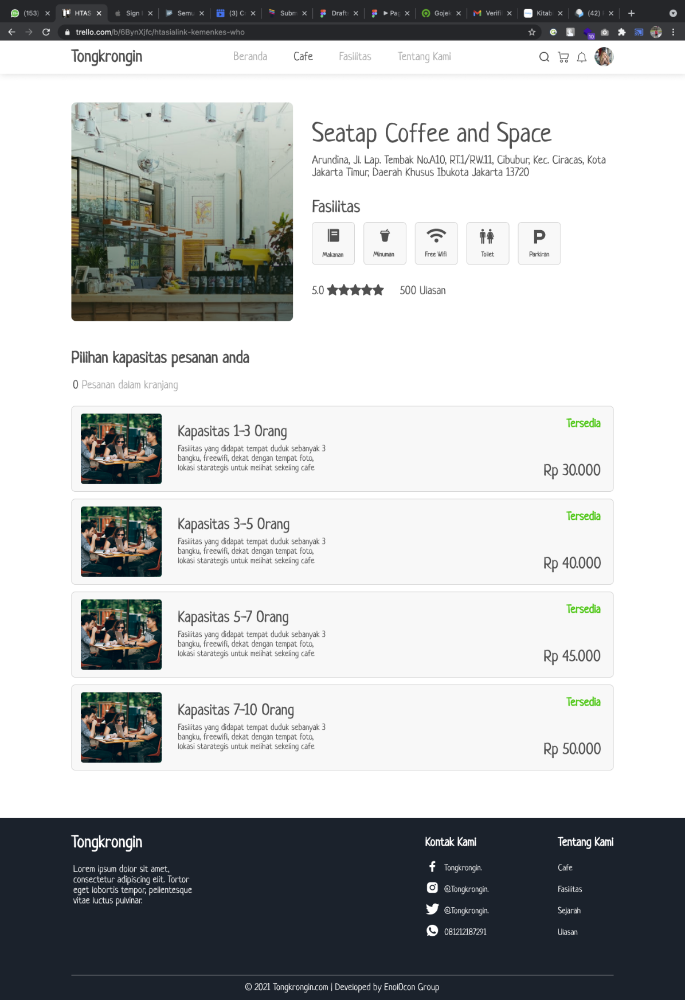 (153)
HTAS
Sign
Semu
(3) C
Subm
Draft
Pag
Gojek
Verifi
Kitab
(42)
trello.com/b/6BynXjfc/htasialink-kemenkes-who
10
Tongkrongin
Beranda Cafe Fasilitas Tentang Kami
Seatap Coffee and Space
Arundina, Jl. Lap. Tembak No.A10, RT.1/RW.11, Cibubur, Kec. Ciracas, Kota
Jakarta Timur, Daerah Khusus Ibukota Jakarta 13720
Fasilitas
Makanan Minuman Free Wifi Toilet Parkiran
5.0 500 Ulasan
Pilihan kapasitas pesanan anda
0 Pesanan dalam kranjang
Kapasitas 1-3 Orang
Tersedia
Fasilitas yang didapat tempat duduk sebanyak 3
bangku, freewifi, dekat dengan tempat foto,
lokasi starategis untuk melihat sekeling cafe
Rp 30.000
Kapasitas 3-5 Orang
Tersedia
Fasilitas yang didapat tempat duduk sebanyak 3
bangku, freewifi, dekat dengan tempat foto,
lokasi starategis untuk melihat sekeling cafe
Rp 40.000
Kapasitas 5-7 Orang
Tersedia
Fasilitas yang didapat tempat duduk sebanyak 3
bangku, freewifi, dekat dengan tempat foto,
lokasi starategis untuk melihat sekeling cafe
Rp 45.000
Kapasitas 7-10 Orang
Tersedia
Fasilitas yang didapat tempat duduk sebanyak 3
bangku, freewifi, dekat dengan tempat foto,
lokasi starategis untuk melihat sekeling cafe
Rp 50.000
Tongkrongin
Lorem ipsum dolor sit amet,
consectetur adipiscing elit. Tortor
eget lobortis tempor, pellentesque
vitae luctus pulvinar.
Kontak Kami
Tongkrongin.
@Tongkrongin.
@Tongkrongin.
081212187291
Tentang Kami
Cafe
Fasilitas
Sejarah
Ulasan
© 2021 Tongkrongin.com | Developed by EnolOcon Group